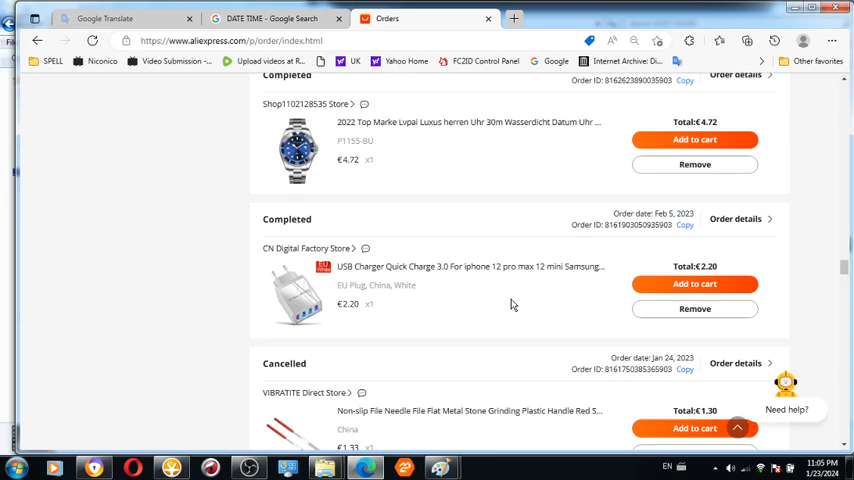 Google Translate
DATE TIME - Google Search
Orders
https://www.aliexpress.com/p/order/index.html
SPELL
Niconico
Video Submission -...
Upload videos at R...
UK
Yahoo Home
FC2ID Control Panel
Google
Internet Archive: Di...
Other favorites
Completed
Order ID: 8162623890035903 Copy
Order details
Shop1102128535 Store
2022 Top Marke Lvpai Luxus herren Uhr 30m Wasserdicht Datum Uhr ...
P1155-BU
€4.72 x1
Total:€4.72
Add to cart
Remove
Completed
Order date: Feb 5, 2023
Order ID: 8161903050935903 Copy
Order details
CN Digital Factory Store
EU
White
USB Charger Quick Charge 3.0 For iphone 12 pro max 12 mini Samsung...
EU Plug, China, White
€2.20 x1
Total:€2.20
Add to cart
Remove
Cancelled
Order date: Jan 24, 2023
Order ID: 8161750385365903 Copy
Order details
VIBRATITE Direct Store
Non-slip File Needle File Flat Metal Stone Grinding Plastic Handle Red S...
China
€1.33 x1
Total:€1.30
Add to cart
Need help?
EN
11:05 PM
1/23/2024